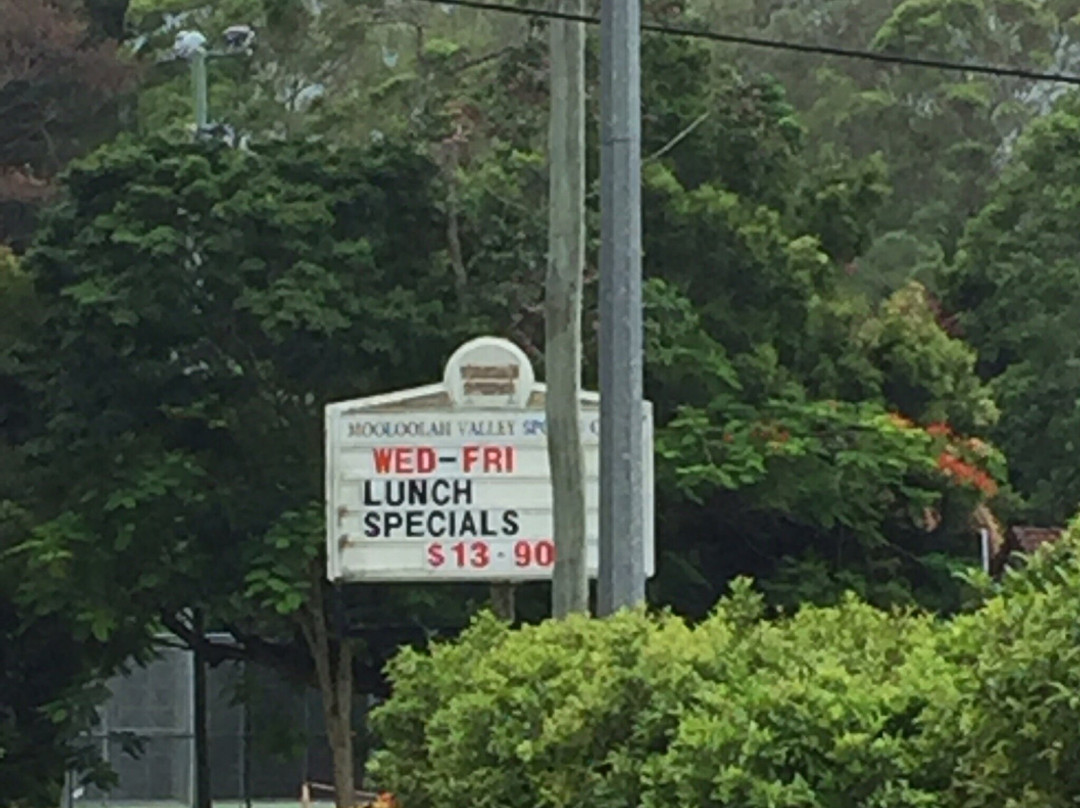 MOOLOOLAH VALLEY
WED-FRI
LUNCH
SPECIALS
$13.90